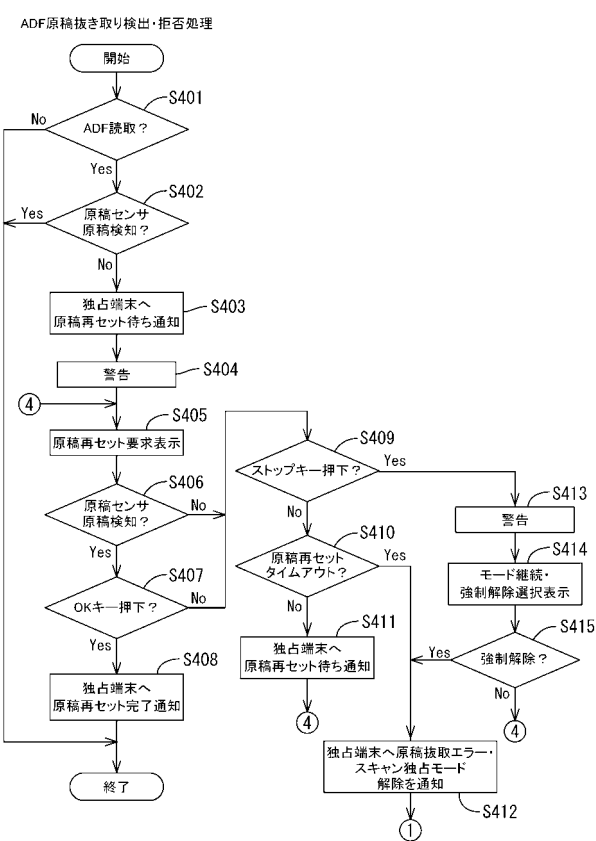 ADF原稿抜き取り検出・拒否処理
開始
S401
ADF読取？
No
Yes
S402
原稿センサ
原稿検知？
Yes
No
S403
独占端末へ
原稿再セット待ち通知
S404
警告
④
S405
原稿再セット要求表示
S406
原稿センサ
原稿検知？
No
Yes
S407
OKキー押下？
No
Yes
S408
独占端末へ
原稿再セット完了通知
終了
S409
ストップキー押下？
Yes
No
S410
原稿再セット
タイムアウト？
Yes
No
S411
独占端末へ
原稿再セット待ち通知
④
S413
警告
S414
モード継続・
強制解除選択表示
S415
強制解除？
Yes
No
④
独占端末へ原稿抜取エラー・
スキャン独占モード
解除を通知
S412
①